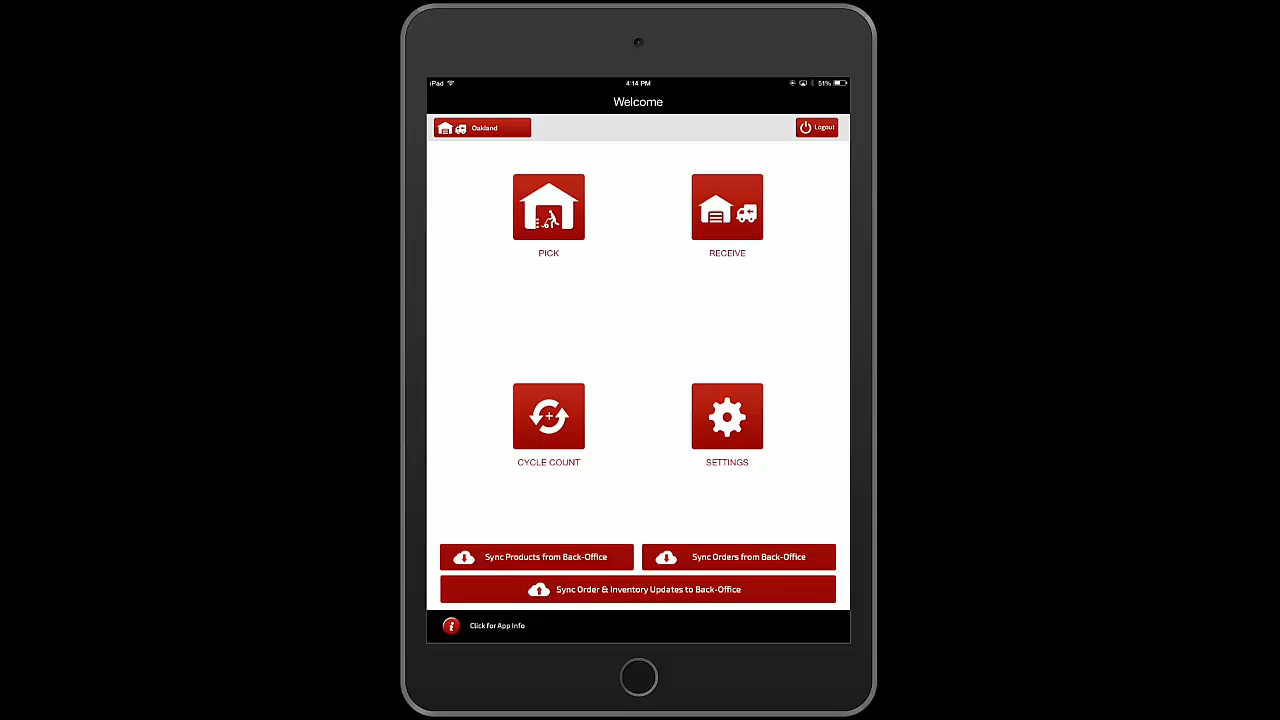 iPad 4:14 PM 51%
Welcome
Oakland Logout
PICK RECEIVE
CYCLE COUNT SETTINGS
Sync Products from Back-Office Sync Orders from Back-Office
Sync Order & Inventory Updates to Back-Office
i Click for App Info